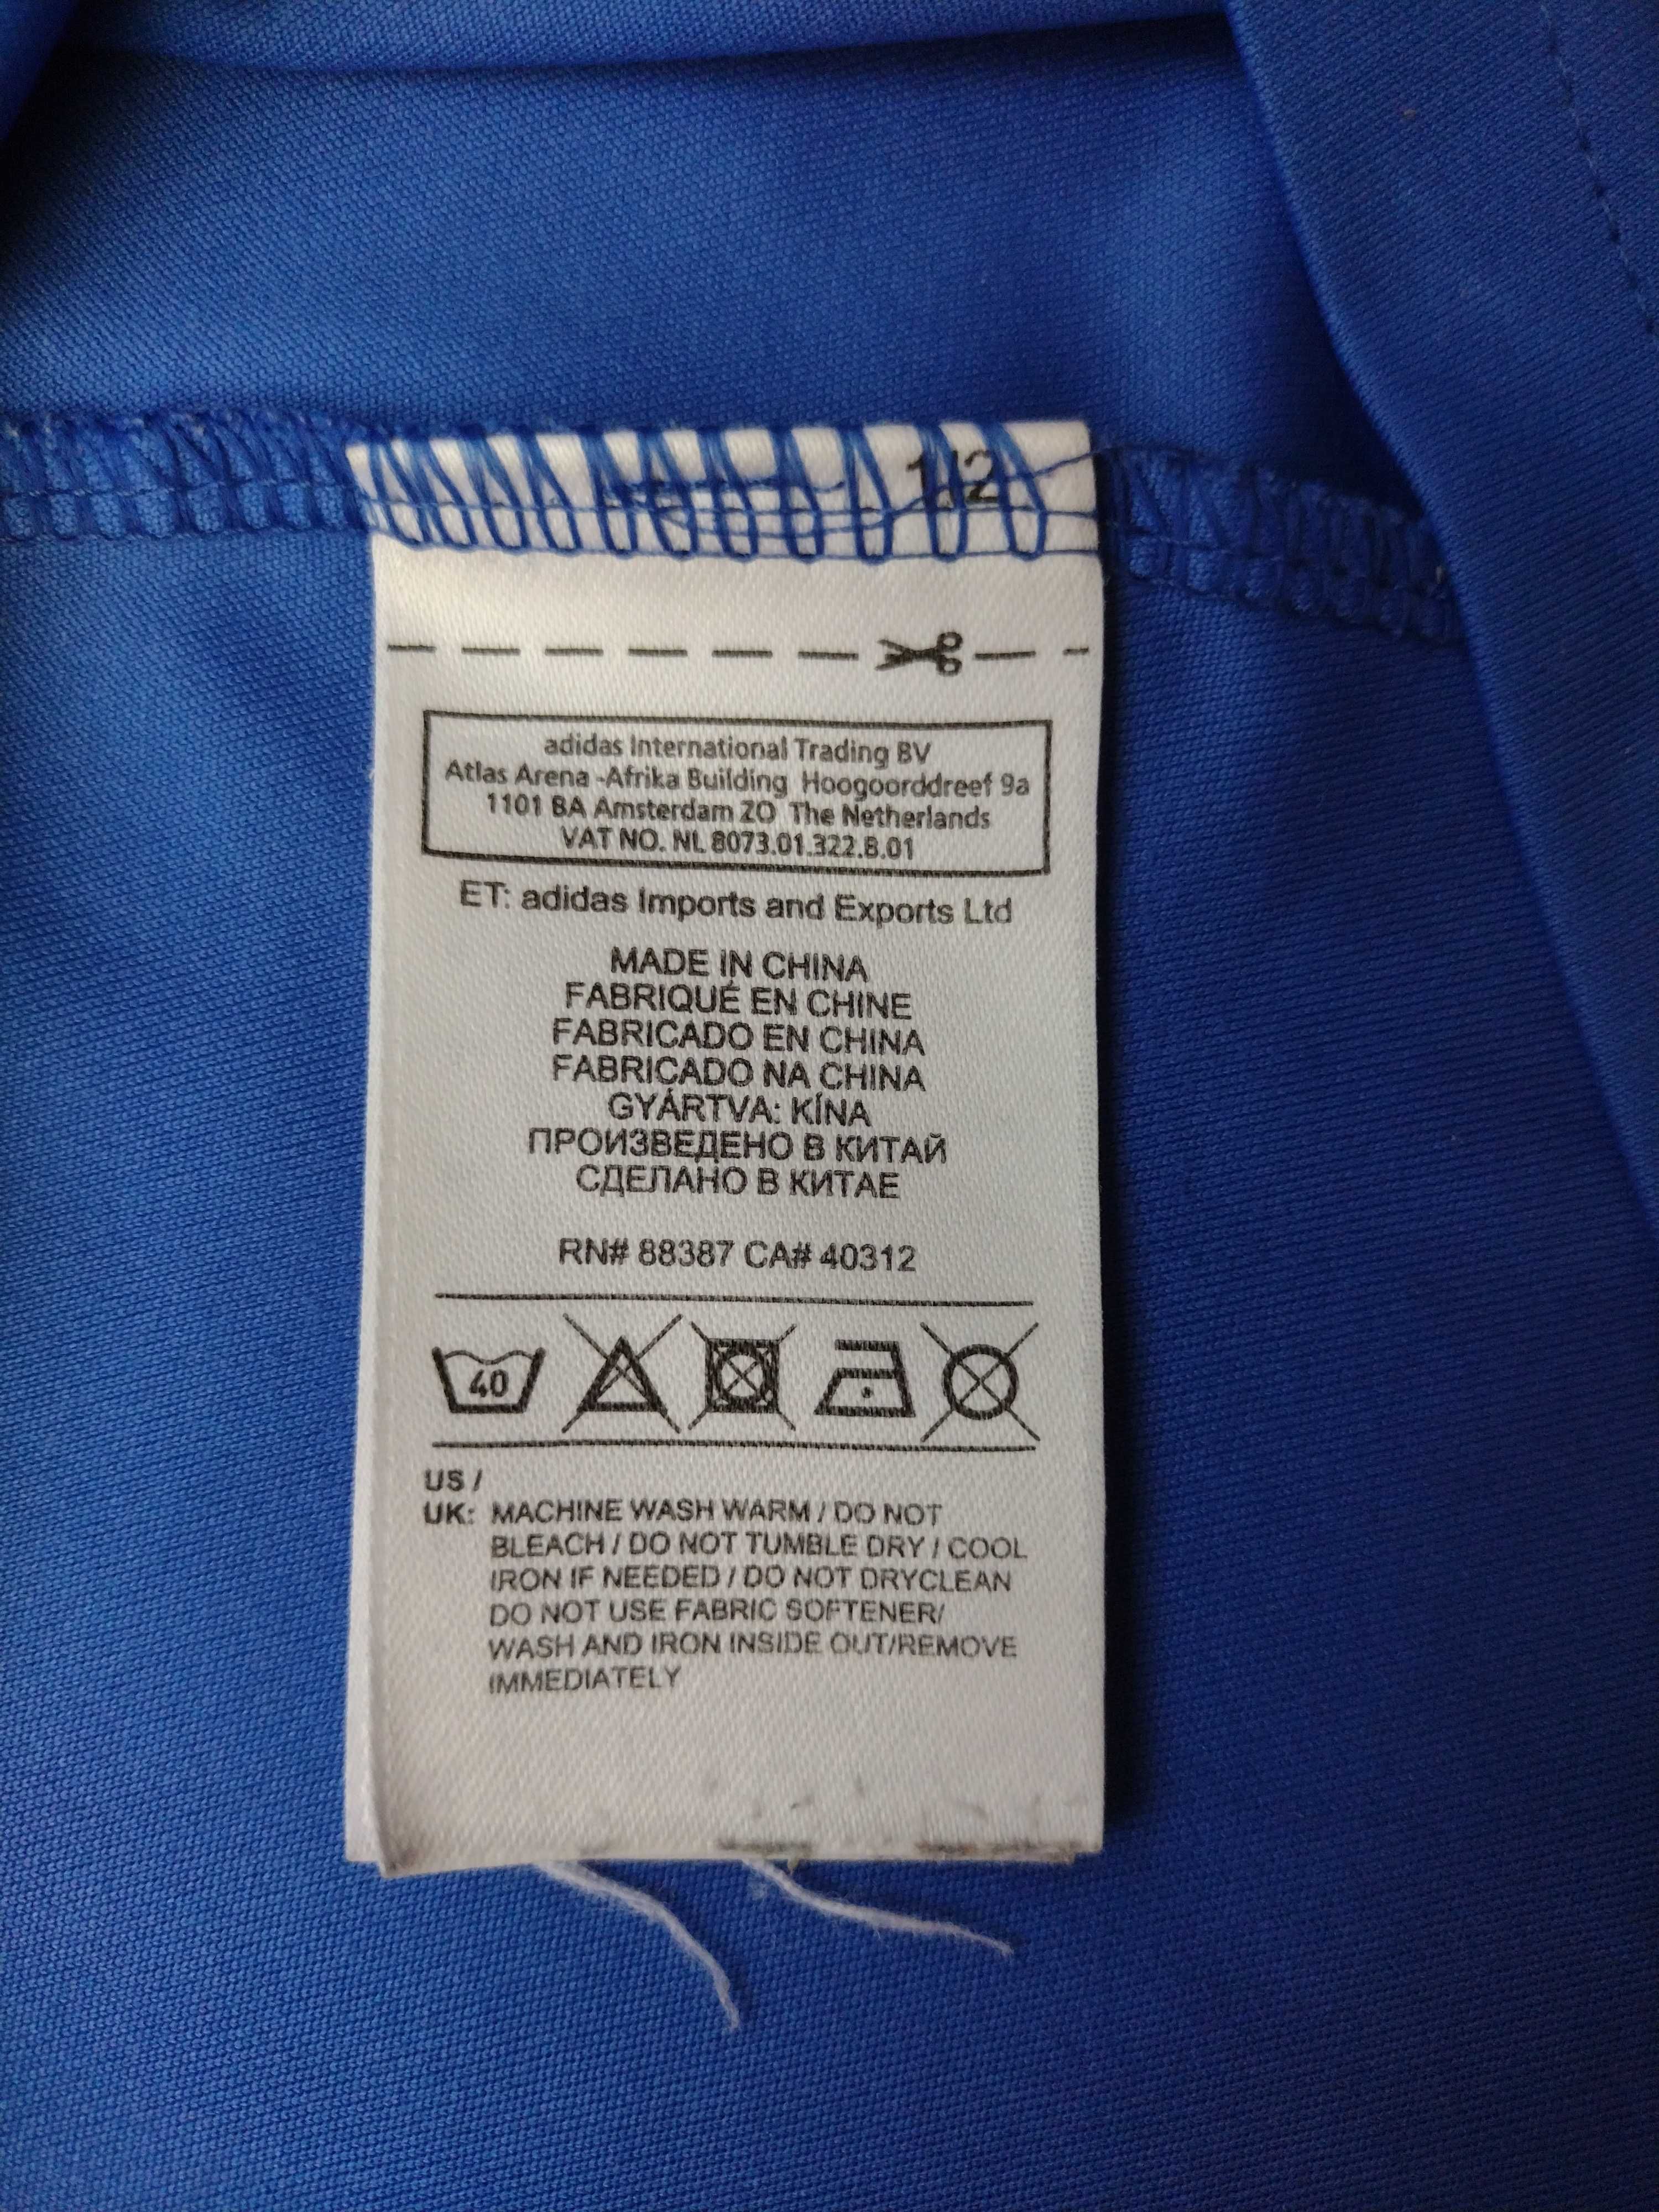 1/2
adidas International Trading BV
Atlas Arena -Afrika Building Hoogoorddreef 9a
1101 BA Amsterdam ZO The Netherlands
VAT NO. NL 8073.01.322.B.01
ET: adidas Imports and Exports Ltd
MADE IN CHINA
FABRIQUÉ EN CHINE
FABRICADO EN CHINA
FABRICADO NA CHINA
GYÁRTVA: KÍNA
ПРОИЗВЕДЕНО В КИТАЙ
СДЕЛАНО В КИТАЕ
RN# 88387 CA# 40312
40
US /
UK: MACHINE WASH WARM / DO NOT
BLEACH / DO NOT TUMBLE DRY / COOL
IRON IF NEEDED / DO NOT DRYCLEAN
DO NOT USE FABRIC SOFTENER/
WASH AND IRON INSIDE OUT/REMOVE
IMMEDIATELY